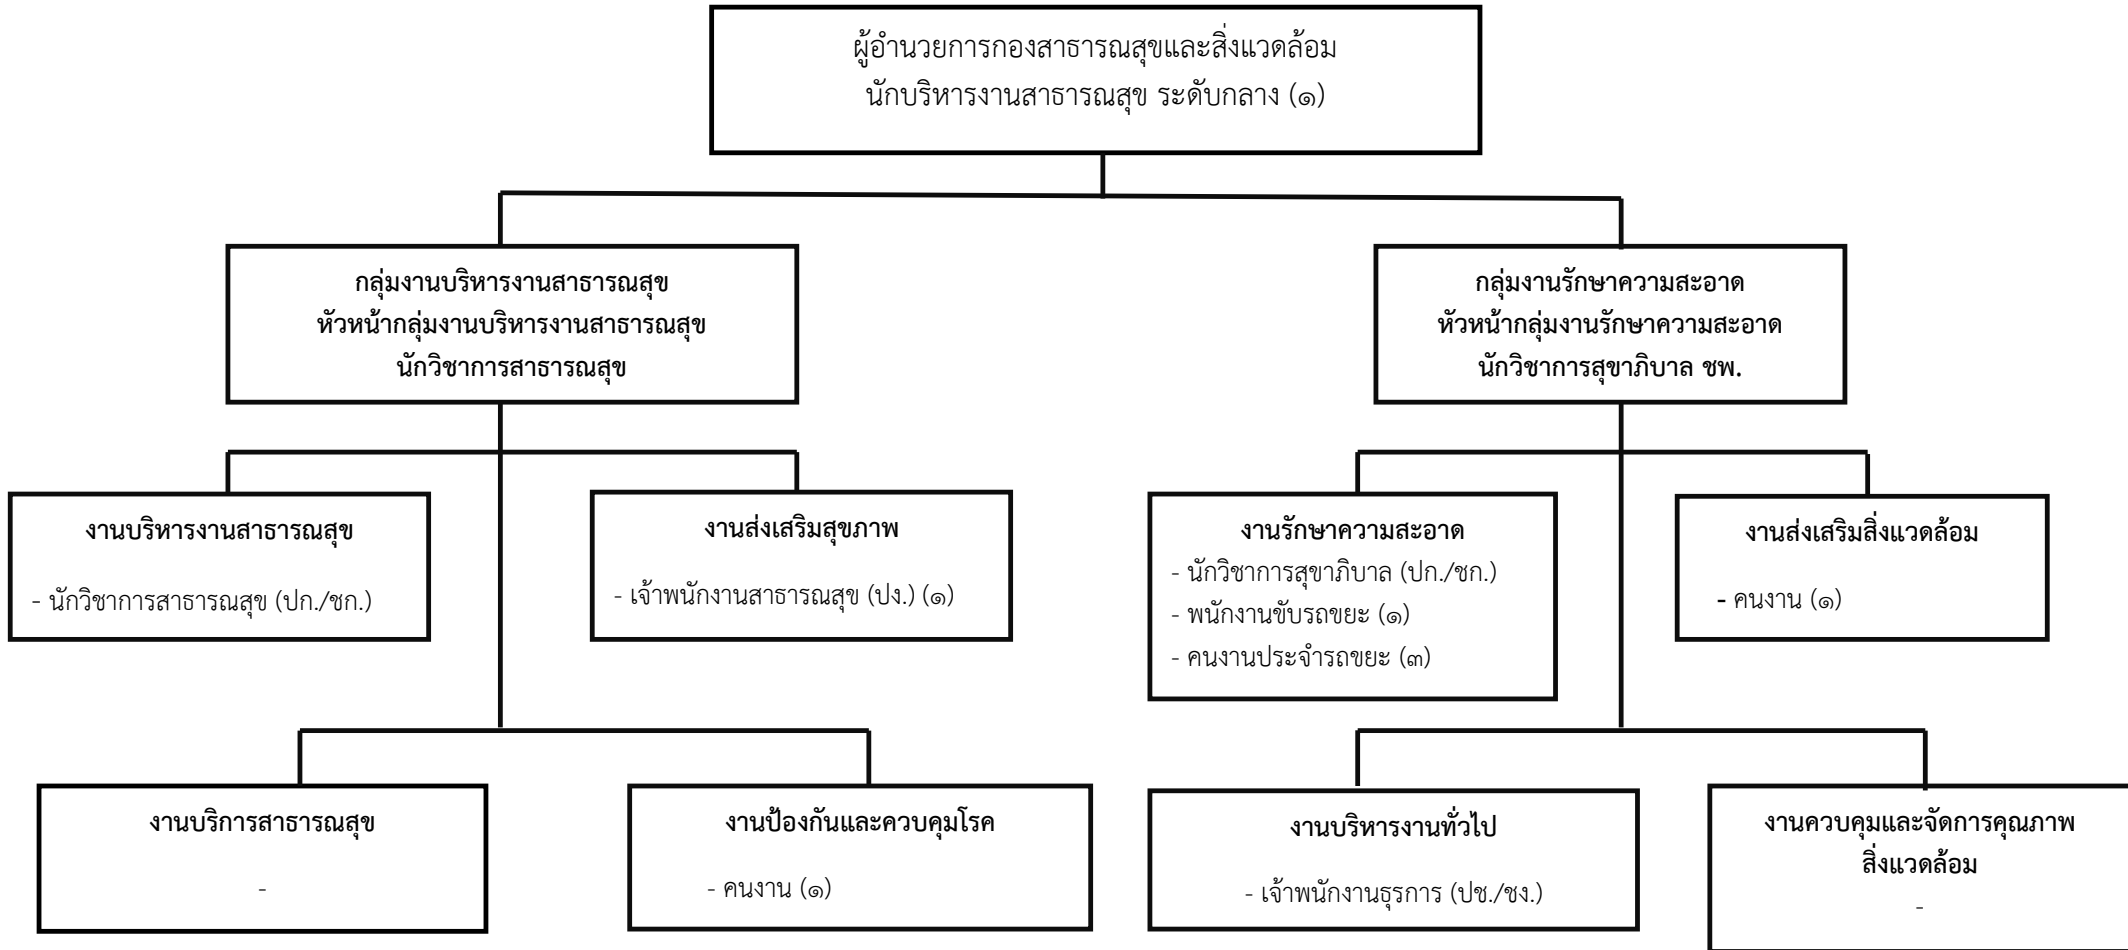 ผู้อำนวยการกองสาธารณสุขและสิ่งแวดล้อม
นักบริหารงานสาธารณสุข ระดับกลาง (๑)
กลุ่มงานบริหารงานสาธารณสุข
หัวหน้ากลุ่มงานบริหารงานสาธารณสุข
นักวิชาการสาธารณสุข
กลุ่มงานรักษาความสะอาด
หัวหน้ากลุ่มงานรักษาความสะอาด
นักวิชาการสุขาภิบาล ชพ.
งานบริหารงานสาธารณสุข
- นักวิชาการสาธารณสุข (ปก./ชก.)
งานส่งเสริมสุขภาพ
- เจ้าพนักงานสาธารณสุข (ปง.) (๑)
งานรักษาความสะอาด
- นักวิชาการสุขาภิบาล (ปก./ชก.)
- พนักงานขับรถขยะ (๑)
- คนงานประจำรถขยะ (๓)
งานส่งเสริมสิ่งแวดล้อม
- คนงาน (๑)
งานบริการสาธารณสุข
-
งานป้องกันและควบคุมโรค
- คนงาน (๑)
งานบริหารงานทั่วไป
- เจ้าพนักงานธุรการ (ปช./ชง.)
งานควบคุมและจัดการคุณภาพ
สิ่งแวดล้อม
-